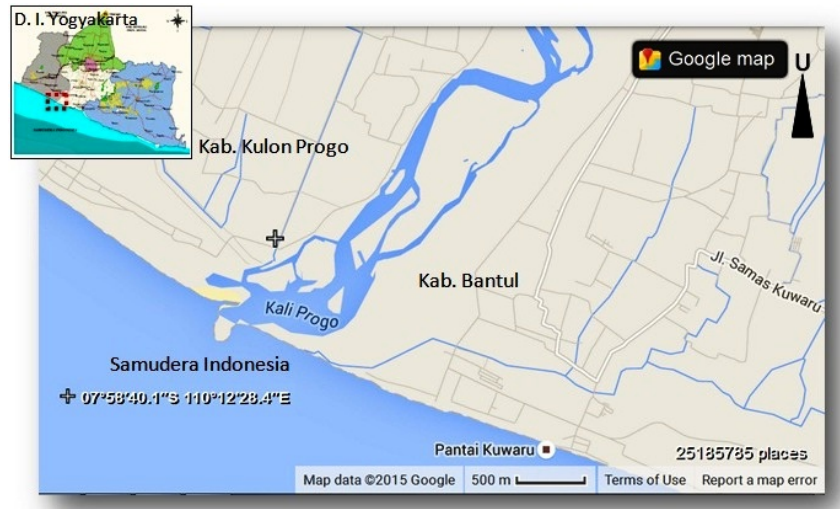 D. I. Yogyakarta
Google map
U
Kab. Kulon Progo
Kab. Bantul
Jl. Samas Kuwaru
Kali Progo
Samudera Indonesia
07°58'40.1"S 110°12'28.4"E
Pantai Kuwaru
25185785 places
Map data ©2015 Google 500 m Terms of Use Report a map error